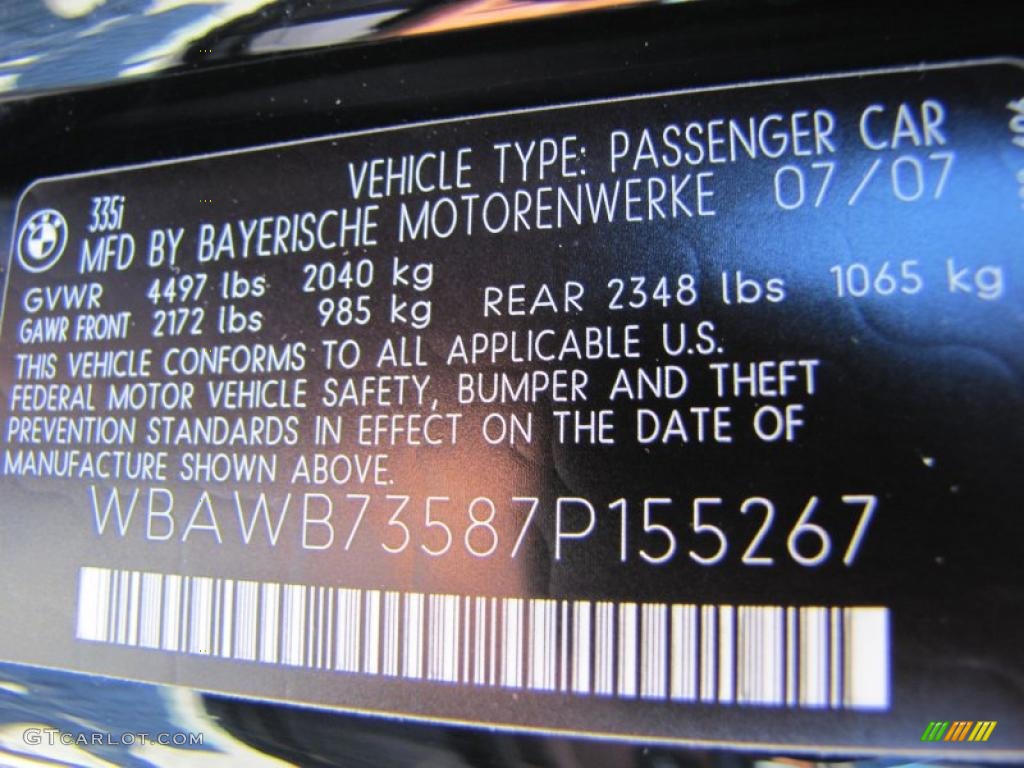 335i
VEHICLE TYPE: PASSENGER CAR
MFD BY BAYERISCHE MOTORENWERKE 07/07
GVWR 4497 lbs 2040 kg
GAWR FRONT 2172 lbs 985 kg REAR 2348 lbs 1065 kg
THIS VEHICLE CONFORMS TO ALL APPLICABLE U.S.
FEDERAL MOTOR VEHICLE SAFETY, BUMPER AND THEFT
PREVENTION STANDARDS IN EFFECT ON THE DATE OF
MANUFACTURE SHOWN ABOVE.
WBAWB73587P155267
GTCARLOT.COM